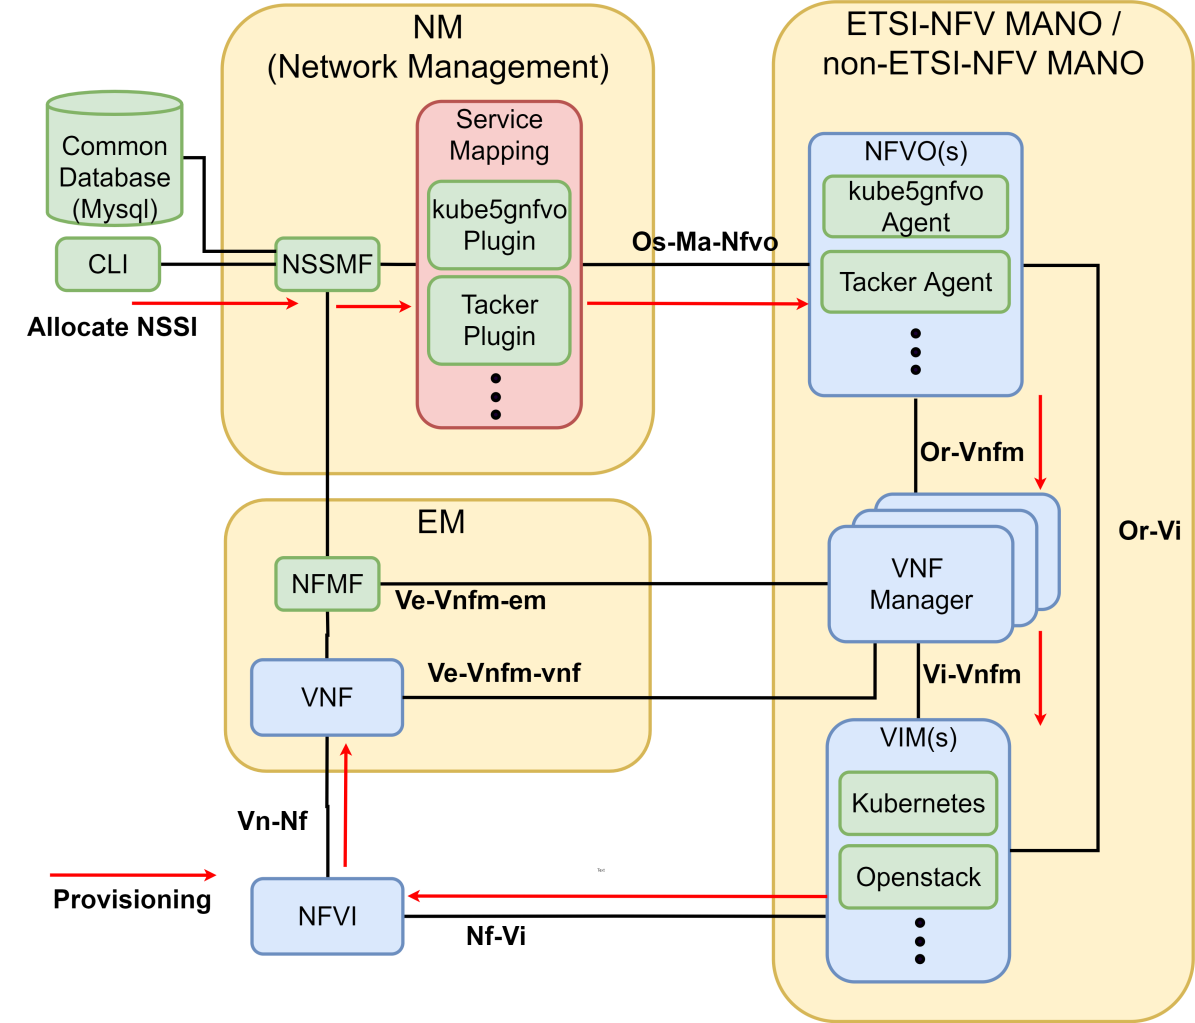 NM
(Network Management)
ETSI-NFV MANO /
non-ETSI-NFV MANO
Common
Database
(Mysql)
CLI
NSSMF
Allocate NSSI
Service
Mapping
kube5gnfvo
Plugin
Tacker
Plugin
Os-Ma-Nfvo
NFVO(s)
kube5gnfvo
Agent
Tacker Agent
Or-Vnfm
Or-Vi
EM
NFMF
Ve-Vnfm-em
VNF
Manager
VNF
Ve-Vnfm-vnf
Vi-Vnfm
VIM(s)
Kubernetes
Openstack
Vn-Nf
Provisioning
NFVI
Nf-Vi
Text